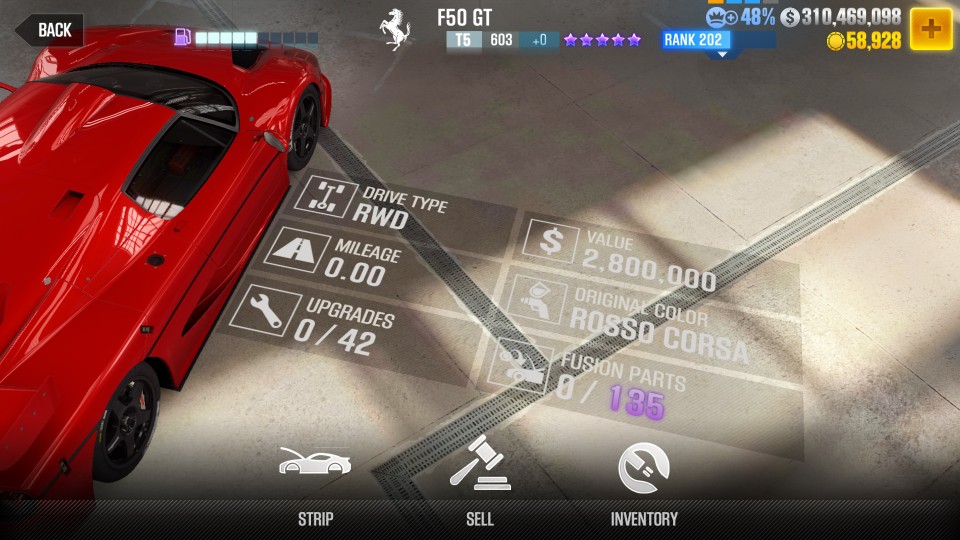 BACK
F50 GT
T5 603 +0
RANK 202
48%
$ 310,469,098
58,928
DRIVE TYPE
RWD
MILEAGE
0.00
UPGRADES
0 / 42
$
VALUE
2,800,000
ORIGINAL COLOR
ROSSO CORSA
FUSION PARTS
0 / 135
STRIP
SELL
INVENTORY